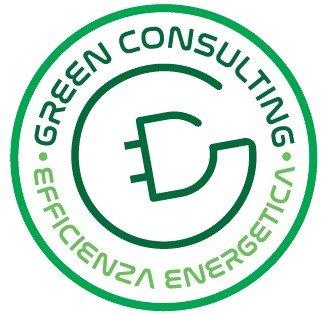 GREEN CONSULTING
EFFICIENZA ENERGETICA